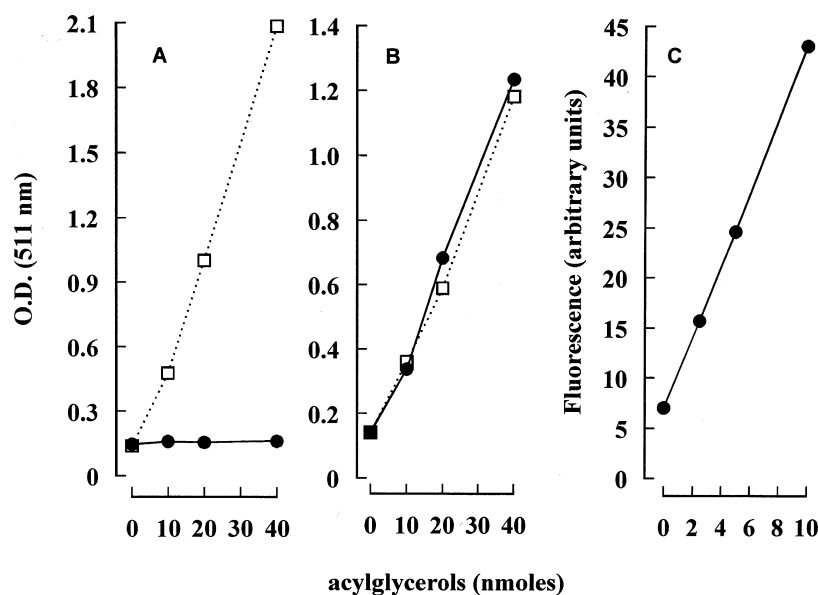 A
2.1
1.8
1.5
1.2
0.9
0.6
0.3
0
O.D. (511 nm)
0 10 20 30 40
B
1.4
1.2
1.0
0.8
0.6
0.4
0.2
0
0 10 20 30 40
C
45
40
35
30
25
20
15
10
5
0
Fluorescence (arbitrary units)
0 2 4 6 8 10
acylglycerols (nmoles)